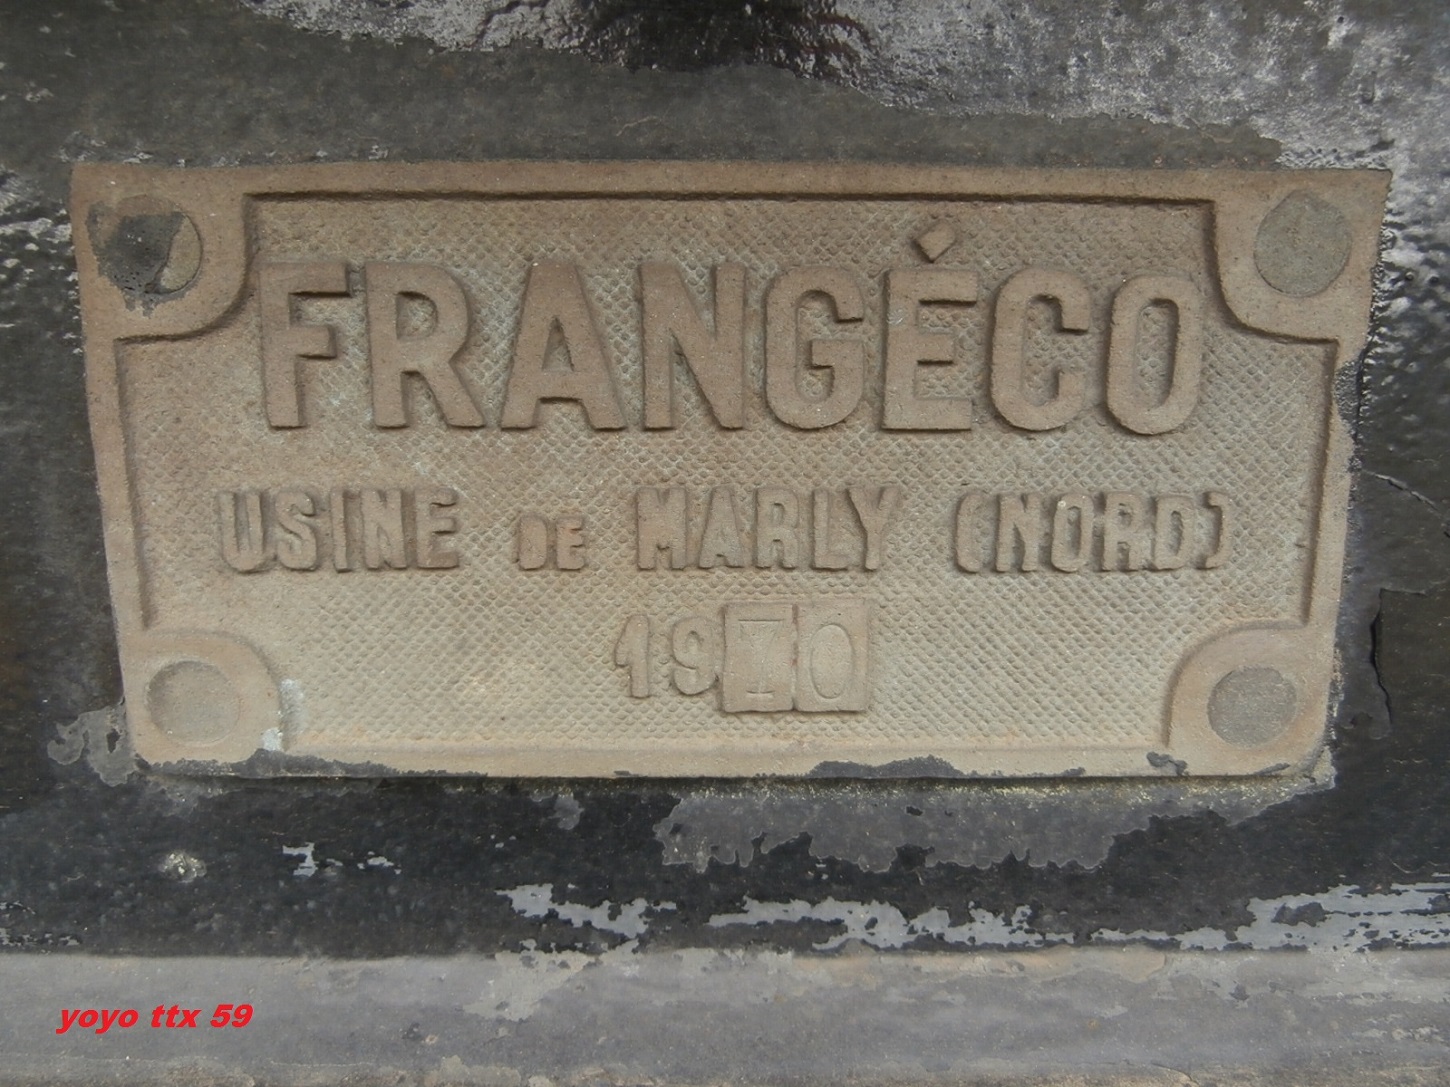 FRANGÉCO
USINE DE MARLY (NORD)
1970
yoyo ttx 59